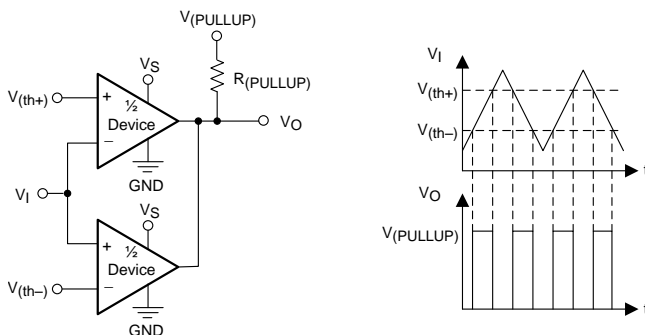 V(PULLUP)
VS
R(PULLUP)
V(th+)
+
½
Device
−
VO
GND
VI
VS
+
½
Device
V(th−)
−
GND
VI
V(th+)
V(th−)
t
VO
V(PULLUP)
t